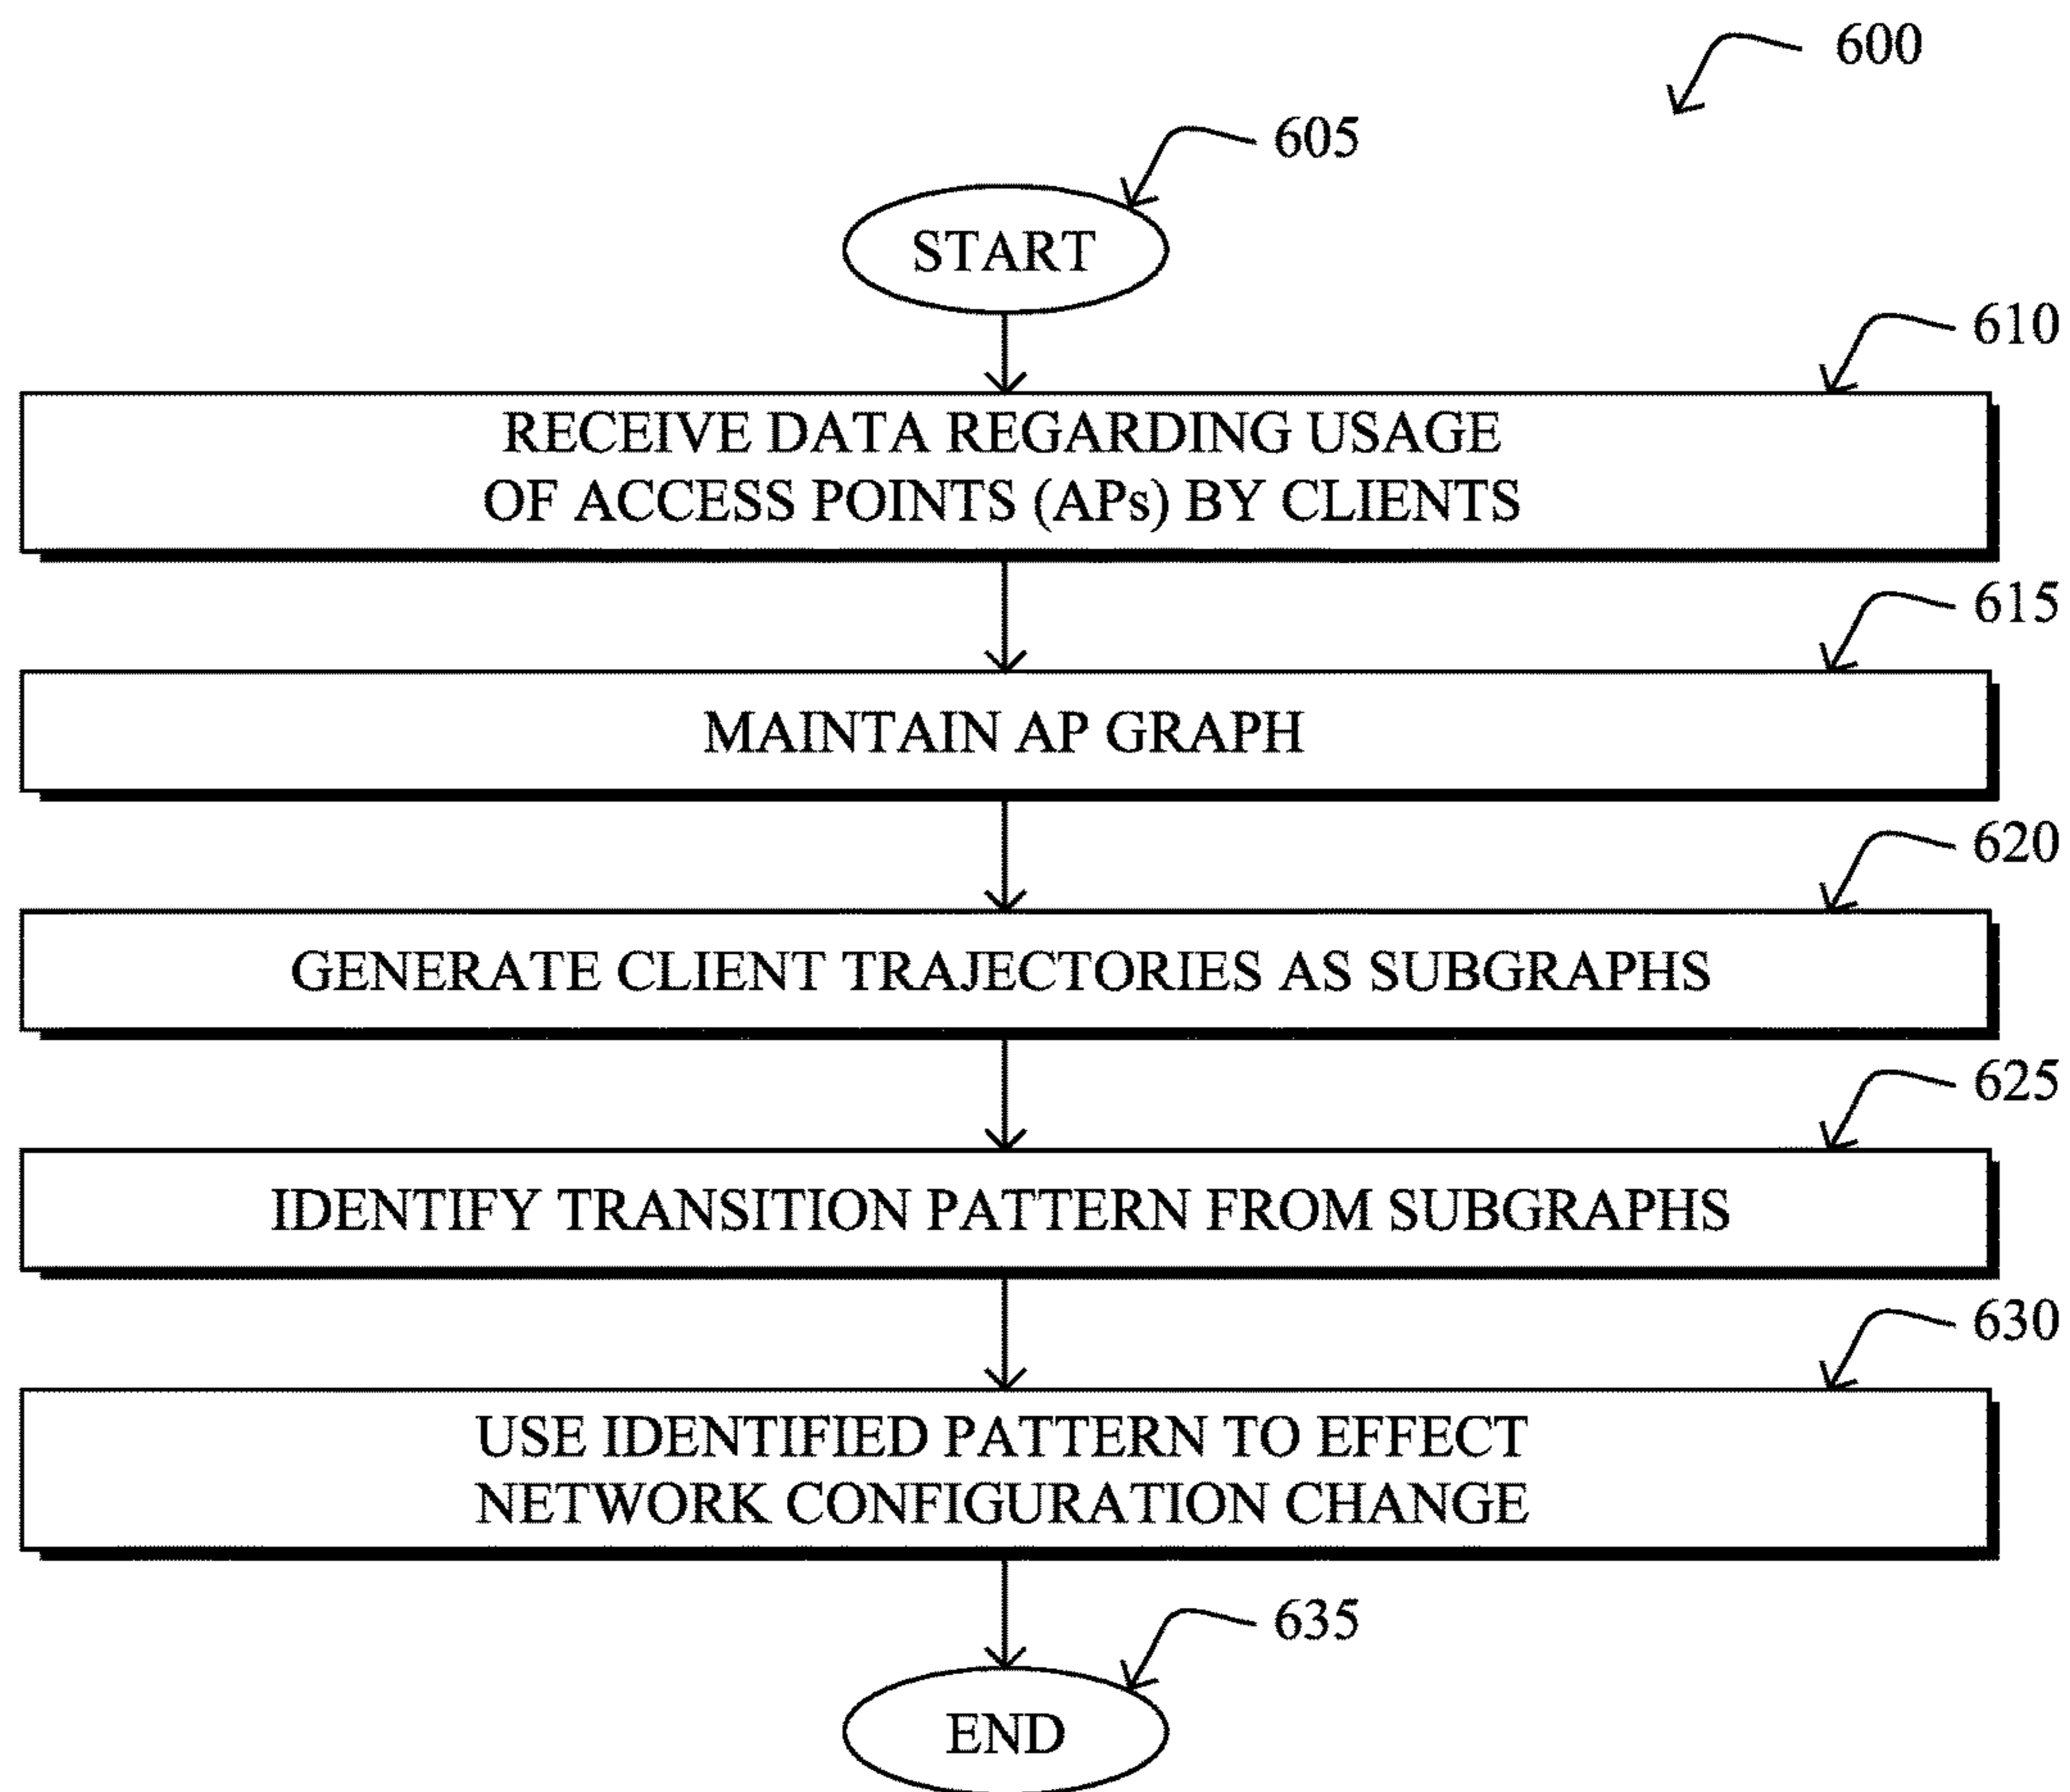 600
605
START
610
RECEIVE DATA REGARDING USAGE
OF ACCESS POINTS (APs) BY CLIENTS
615
MAINTAIN AP GRAPH
620
GENERATE CLIENT TRAJECTORIES AS SUBGRAPHS
625
IDENTIFY TRANSITION PATTERN FROM SUBGRAPHS
630
USE IDENTIFIED PATTERN TO EFFECT
NETWORK CONFIGURATION CHANGE
635
END